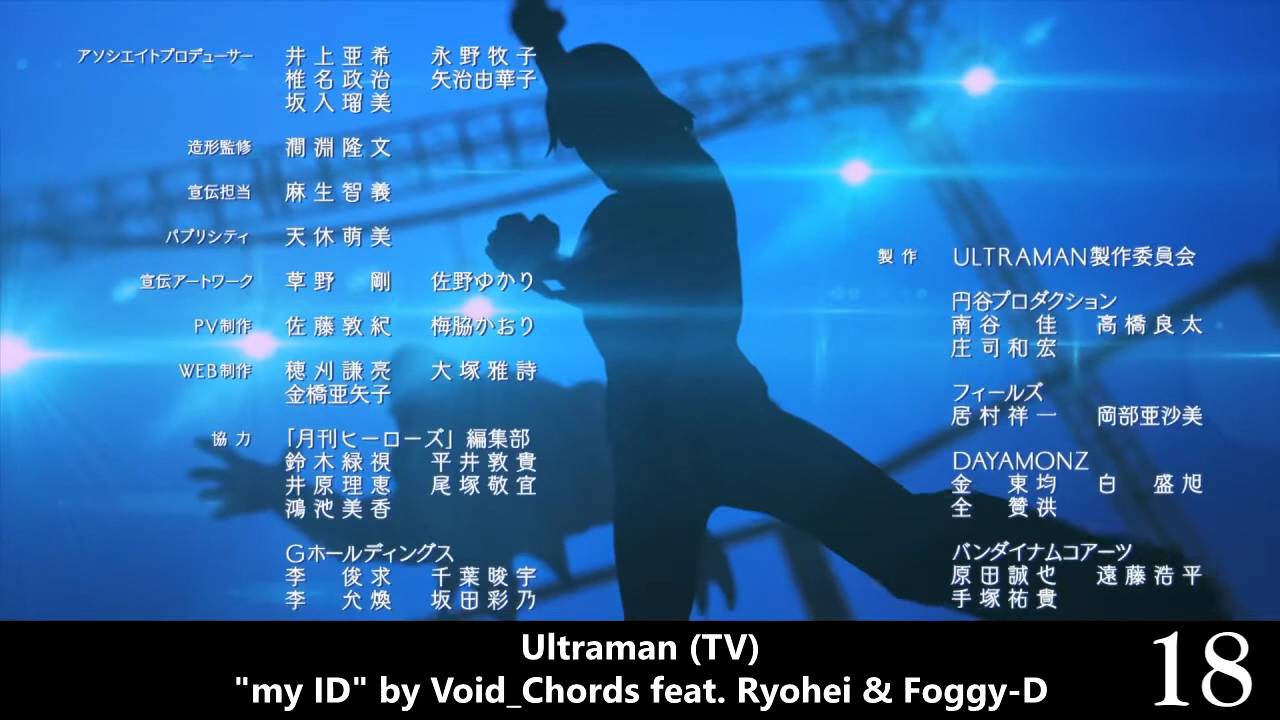 アソシエイトプロデューサー 井上亜希 永野牧子
椎名政治 矢治由華子
坂入瑠美
造形監修 澗淵隆文
宣伝担当 麻生智義
パブリシティ 天休萌美
宣伝アートワーク 草野 剛 佐野ゆかり
PV制作 佐藤敦紀 梅脇かおり
WEB制作 穂刈謙亮 大塚雅詩
金橋亜矢子
協力 「月刊ヒーローズ」編集部
鈴木緑視 平井敦貴
井原理恵 尾塚敬宜
鴻池美香
Gホールディングス
李 俊求 千葉畯宇
李 允煥 坂田彩乃
製作 ULTRAMAN製作委員会
円谷プロダクション
南谷 佳 高橋良太
庄司和宏
フィールズ
居村祥一 岡部亜沙美
DAYAMONZ
金 東均 白 盛旭
全 贊洪
バンダイナムコアーツ
原田誠也 遠藤浩平
手塚祐貴
Ultraman (TV)
"my ID" by Void_Chords feat. Ryohei & Foggy-D
18